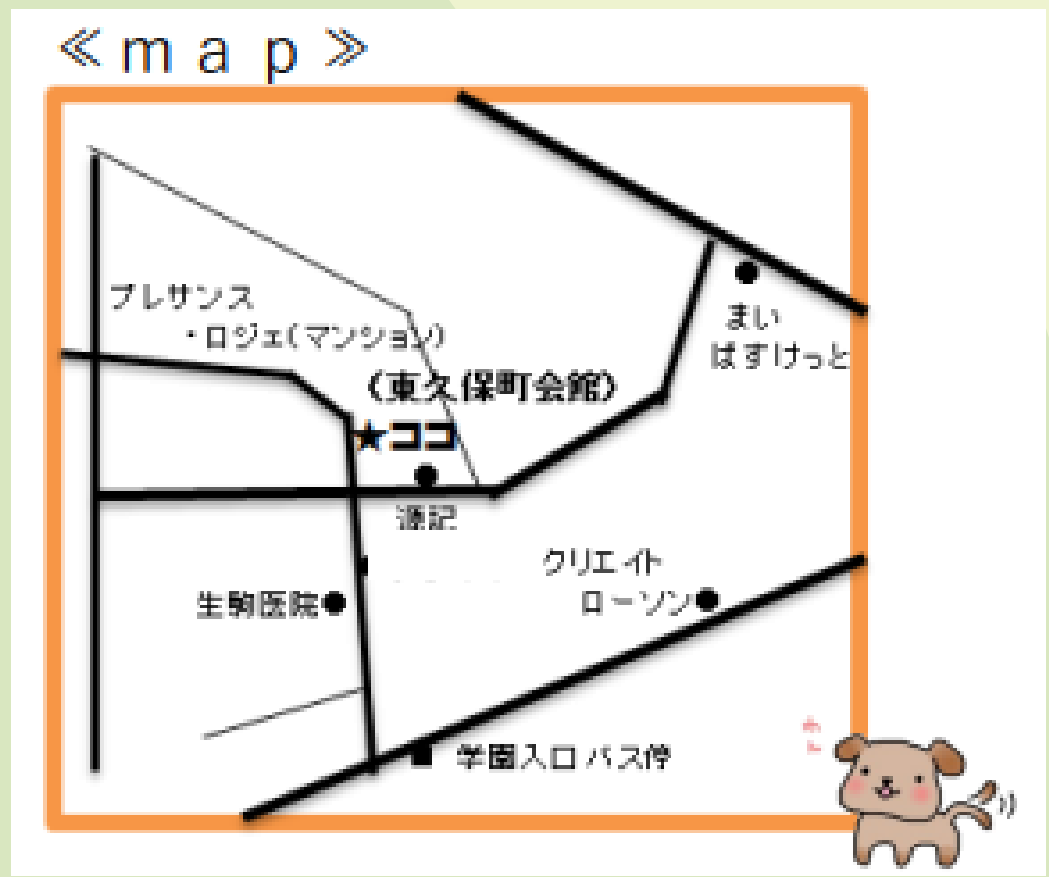 ≪ｍａｐ≫
プレサンス
・ロジェ(マンション)
(東久保町会館)
★ココ
まい
ばすけっと
源記
クリエイト
ローソン
生駒医院
学園入口バス停